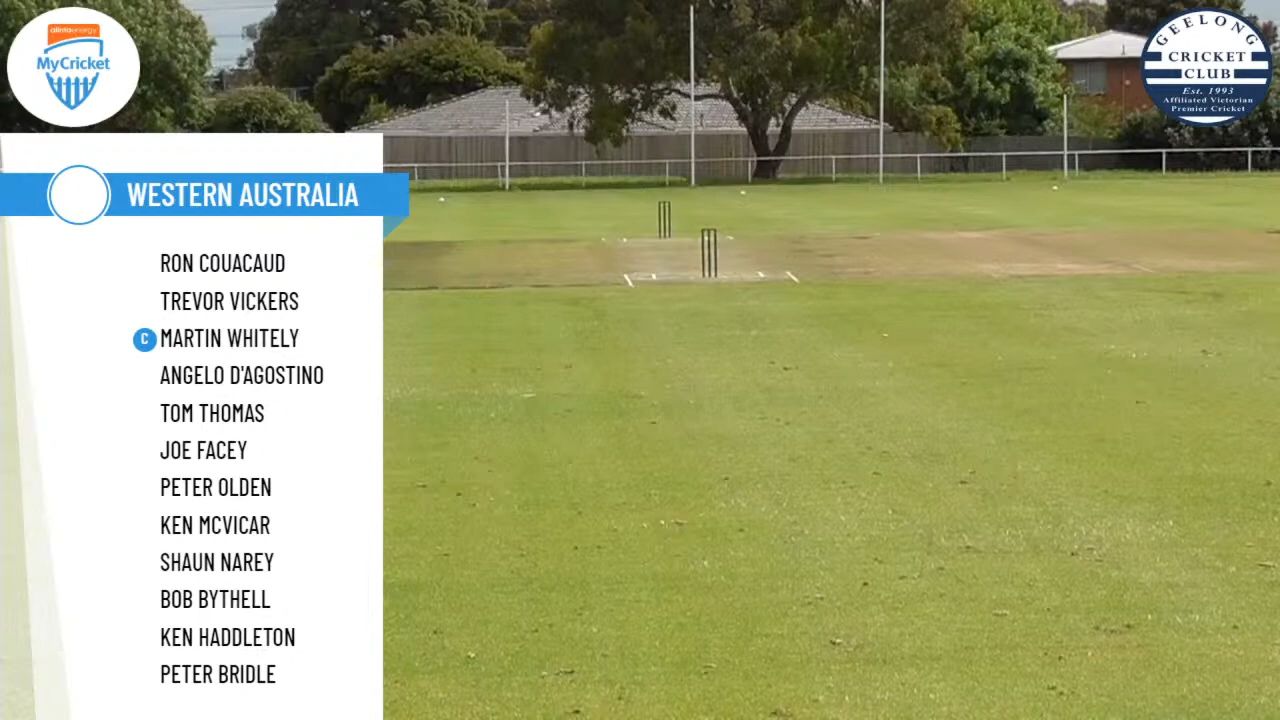 alintaenergy
MyCricket
GEELONG
CRICKET
CLUB
Est. 1993
Affiliated Victorian
Premier Cricket
WESTERN AUSTRALIA
RON COUACAUD
TREVOR VICKERS
C MARTIN WHITELY
ANGELO D'AGOSTINO
TOM THOMAS
JOE FACEY
PETER OLDEN
KEN MCVICAR
SHAUN NAREY
BOB BYTHELL
KEN HADDLETON
PETER BRIDLE